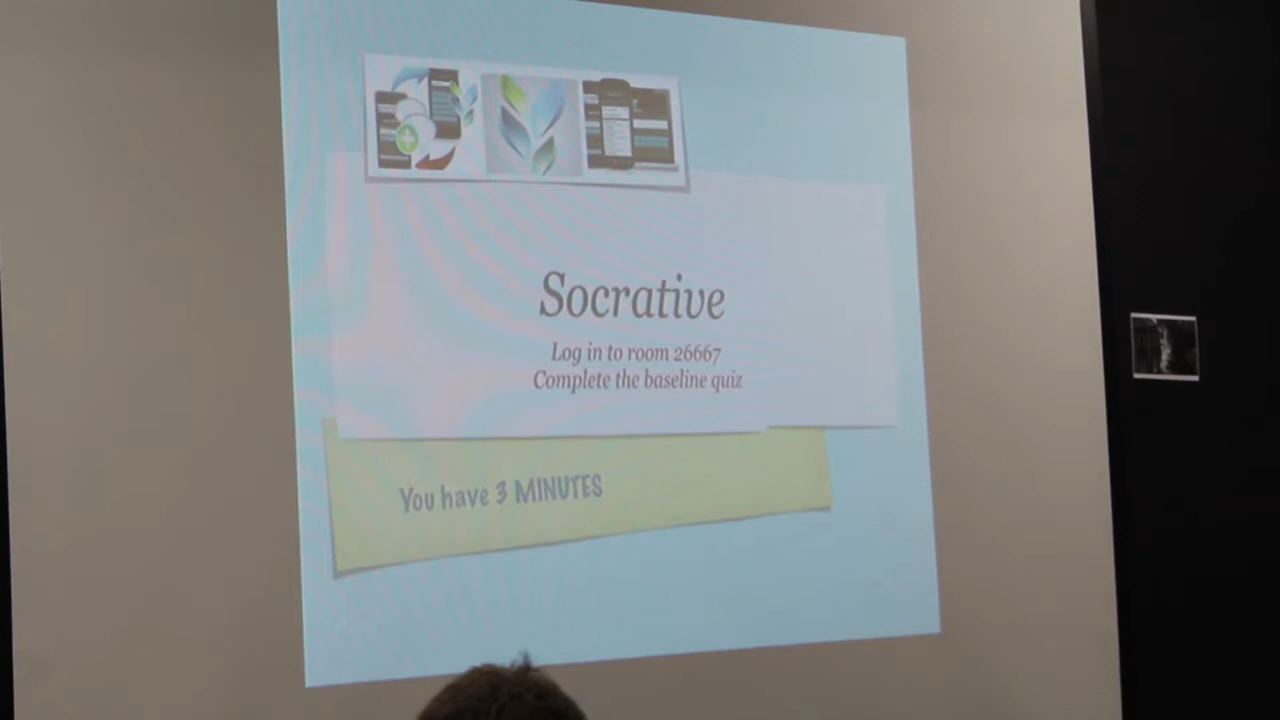 Socrative
Log in to room 26667
Complete the baseline quiz
You have 3 MINUTES